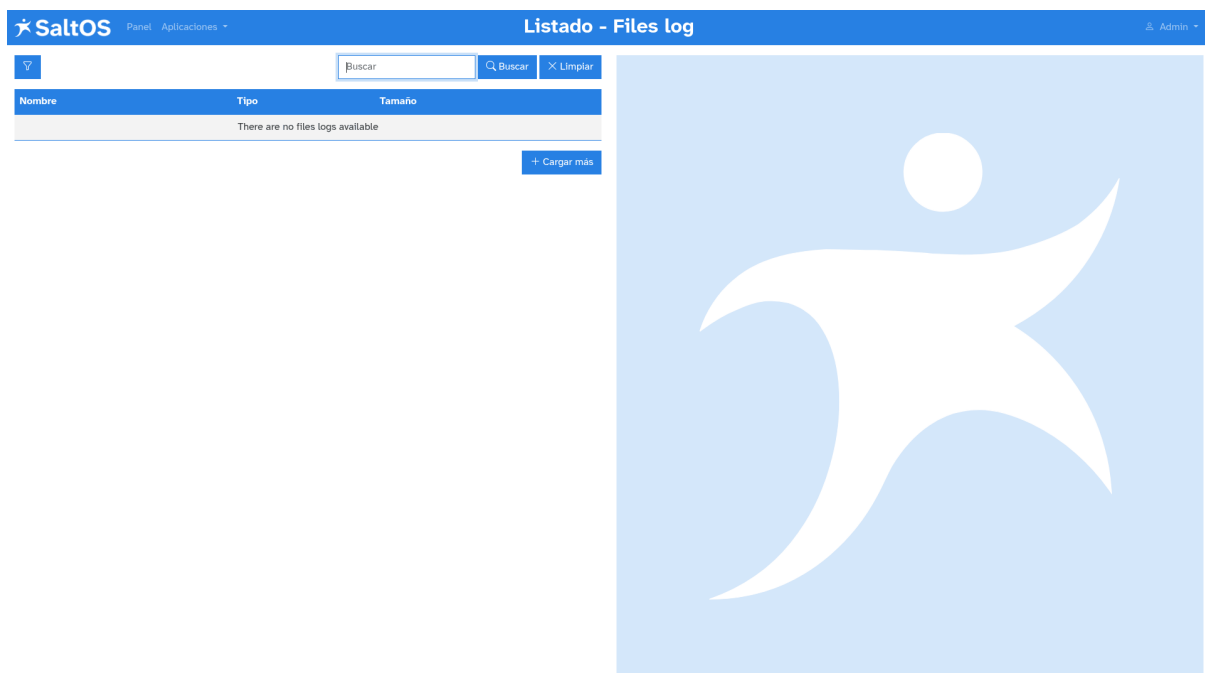 SaltOS Panel Aplicaciones Listado - Files log Admin
Buscar Buscar Limpiar
Nombre Tipo Tamaño
There are no files logs available
+ Cargar más